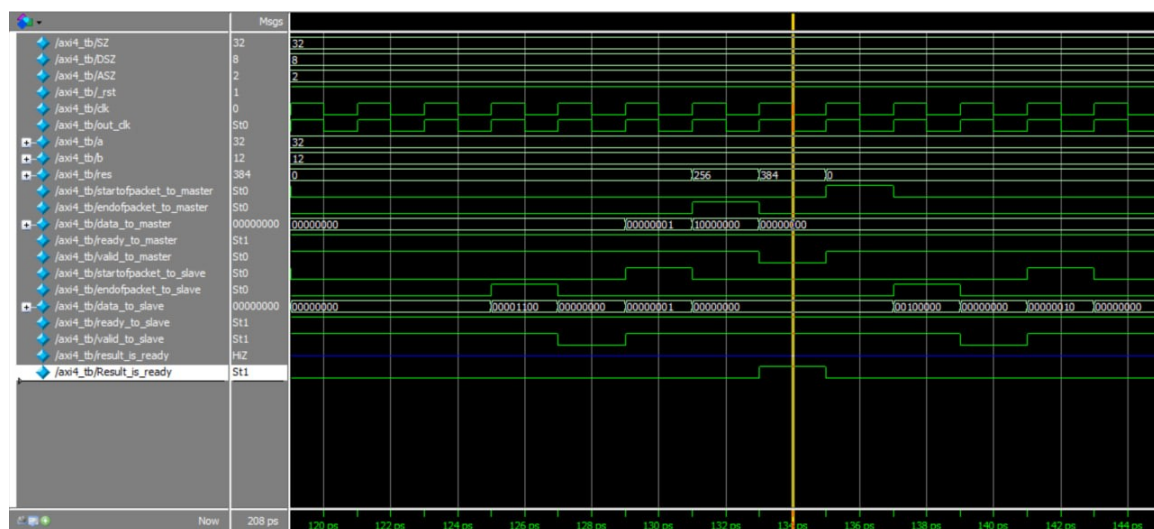 Msgs
/axi4_tb/SZ 32 32
/axi4_tb/DSZ 8 8
/axi4_tb/ASZ 2 2
/axi4_tb/_rst 1
/axi4_tb/clk 0
/axi4_tb/out_clk St0
/axi4_tb/a 32 32
/axi4_tb/b 12 12
/axi4_tb/res 384 0 256 384 0
/axi4_tb/startofpacket_to_master St0
/axi4_tb/endofpacket_to_master St0
/axi4_tb/data_to_master 00000000 00000000 00000001 10000000 00000000
/axi4_tb/ready_to_master St1
/axi4_tb/valid_to_master St0
/axi4_tb/startofpacket_to_slave St0
/axi4_tb/endofpacket_to_slave St0
/axi4_tb/data_to_slave 00000000 00000000 00001100 00000000 00000001 00000000 00100000 00000000 00000010 00000000
/axi4_tb/ready_to_slave St1
/axi4_tb/valid_to_slave St1
/axi4_tb/result_is_ready HiZ
/axi4_tb/Result_is_ready St1
Now 208 ps 120 ps 122 ps 124 ps 126 ps 128 ps 130 ps 132 ps 134 ps 136 ps 138 ps 140 ps 142 ps 144 ps